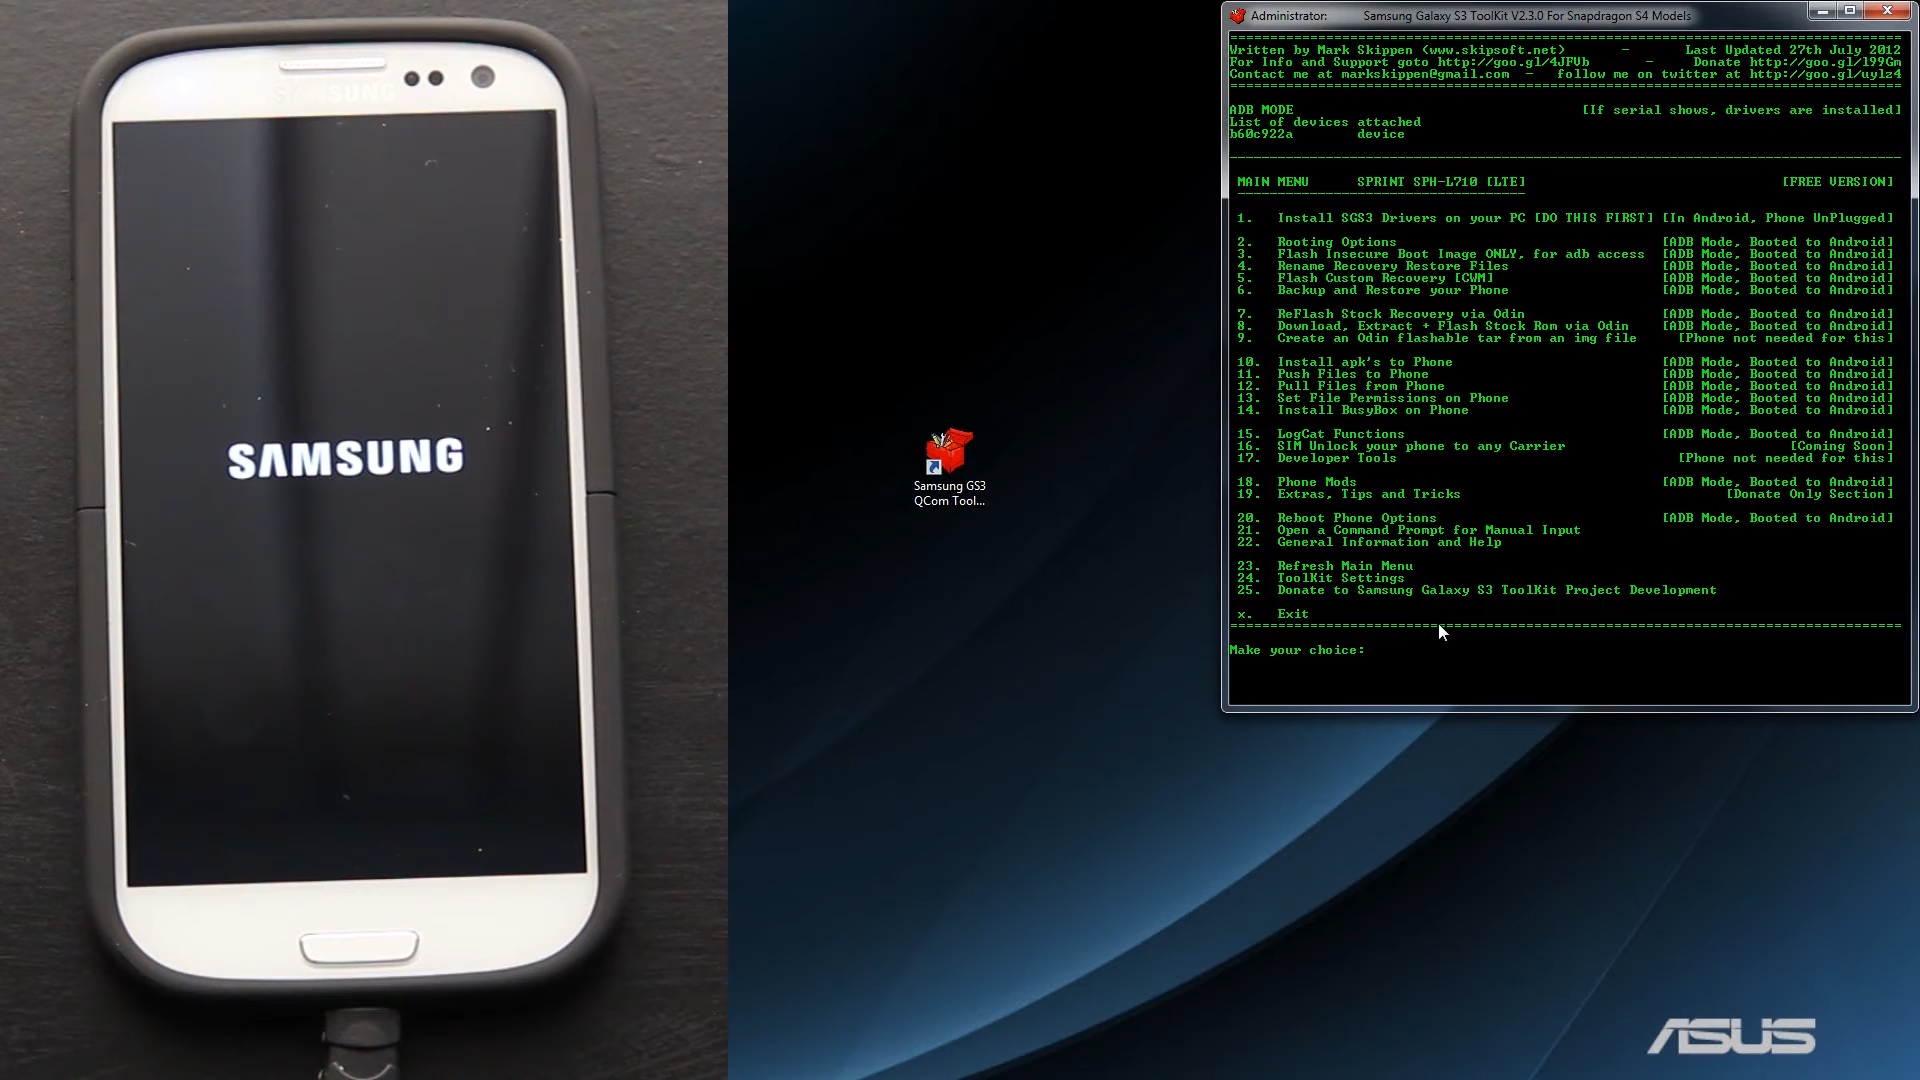 SAMSUNG
SAMSUNG
Samsung GS3
QCom Tool...
Administrator: Samsung Galaxy S3 ToolKit V2.3.0 For Snapdragon S4 Models
Written by Mark Skippen (www.skipsoft.net) - Last Updated 27th July 2012
For Info and Support goto http://goo.gl/4JFVb - Donate http://goo.gl/l99Gm
Contact me at markskippen@gmail.com - follow me on twitter at http://goo.gl/uylz4
ADB MODE [If serial shows, drivers are installed]
List of devices attached
b60c922a device
MAIN MENU SPRINT SPH-L710 [LTE] [FREE VERSION]
1. Install SGS3 Drivers on your PC [DO THIS FIRST] [In Android, Phone UnPlugged]
2. Rooting Options [ADB Mode, Booted to Android]
3. Flash Insecure Boot Image ONLY, for adb access [ADB Mode, Booted to Android]
4. Rename Recovery Restore Files [ADB Mode, Booted to Android]
5. Flash Custom Recovery [CWM] [ADB Mode, Booted to Android]
6. Backup and Restore your Phone [ADB Mode, Booted to Android]
7. ReFlash Stock Recovery via Odin [ADB Mode, Booted to Android]
8. Download, Extract + Flash Stock Rom via Odin [ADB Mode, Booted to Android]
9. Create an Odin flashable tar from an img file [Phone not needed for this]
10. Install apk's to Phone [ADB Mode, Booted to Android]
11. Push Files to Phone [ADB Mode, Booted to Android]
12. Pull Files from Phone [ADB Mode, Booted to Android]
13. Set File Permissions on Phone [ADB Mode, Booted to Android]
14. Install BusyBox on Phone [ADB Mode, Booted to Android]
15. LogCat Functions [ADB Mode, Booted to Android]
16. SIM Unlock your phone to any Carrier [Coming Soon]
17. Developer Tools [Phone not needed for this]
18. Phone Mods [ADB Mode, Booted to Android]
19. Extras, Tips and Tricks [Donate Only Section]
20. Reboot Phone Options [ADB Mode, Booted to Android]
21. Open a Command Prompt for Manual Input
22. General Information and Help
23. Refresh Main Menu
24. ToolKit Settings
25. Donate to Samsung Galaxy S3 ToolKit Project Development
x. Exit
Make your choice:
ASUS